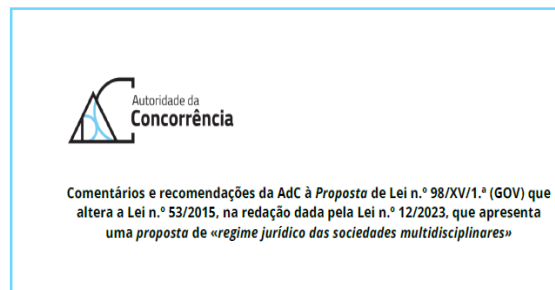 Autoridade da
Concorrência
Comentários e recomendações da AdC à Proposta de Lei n.º 98/XV/1.ª (GOV) que
altera a Lei n.º 53/2015, na redação dada pela Lei n.º 12/2023, que apresenta
uma proposta de «regime jurídico das sociedades multidisciplinares»